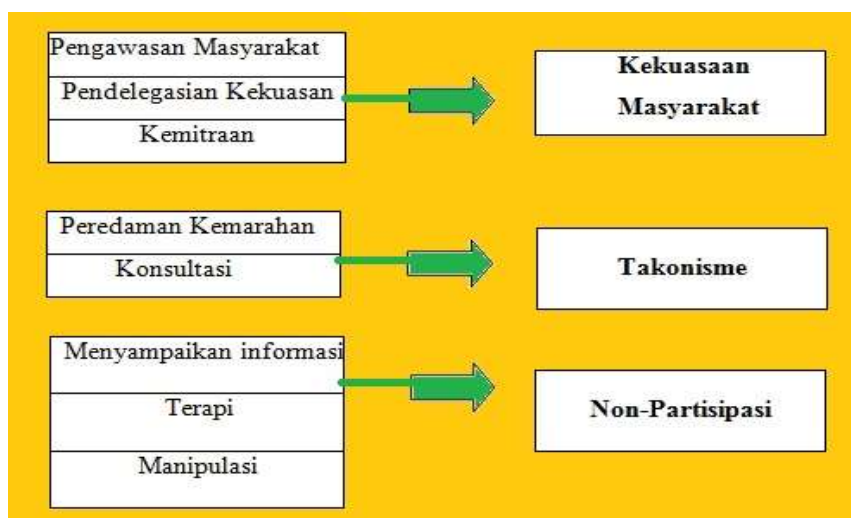 Pengawasan Masyarakat
Pendelegasian Kekuasan
Kemitraan
Kekuasaan
Masyarakat
Peredaman Kemarahan
Konsultasi
Takonisme
Menyampaikan informasi
Terapi
Manipulasi
Non-Partisipasi